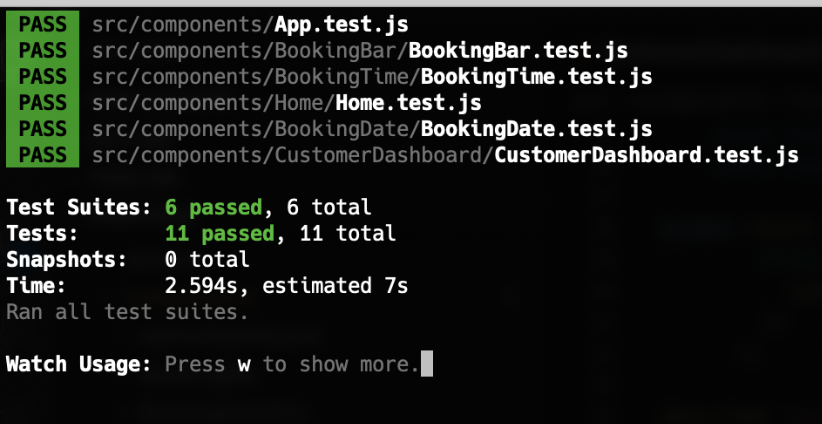 PASS src/components/App.test.js
PASS src/components/BookingBar/BookingBar.test.js
PASS src/components/BookingTime/BookingTime.test.js
PASS src/components/Home/Home.test.js
PASS src/components/BookingDate/BookingDate.test.js
PASS src/components/CustomerDashboard/CustomerDashboard.test.js
Test Suites: 6 passed, 6 total
Tests: 11 passed, 11 total
Snapshots: 0 total
Time: 2.594s, estimated 7s
Ran all test suites.
Watch Usage: Press w to show more.